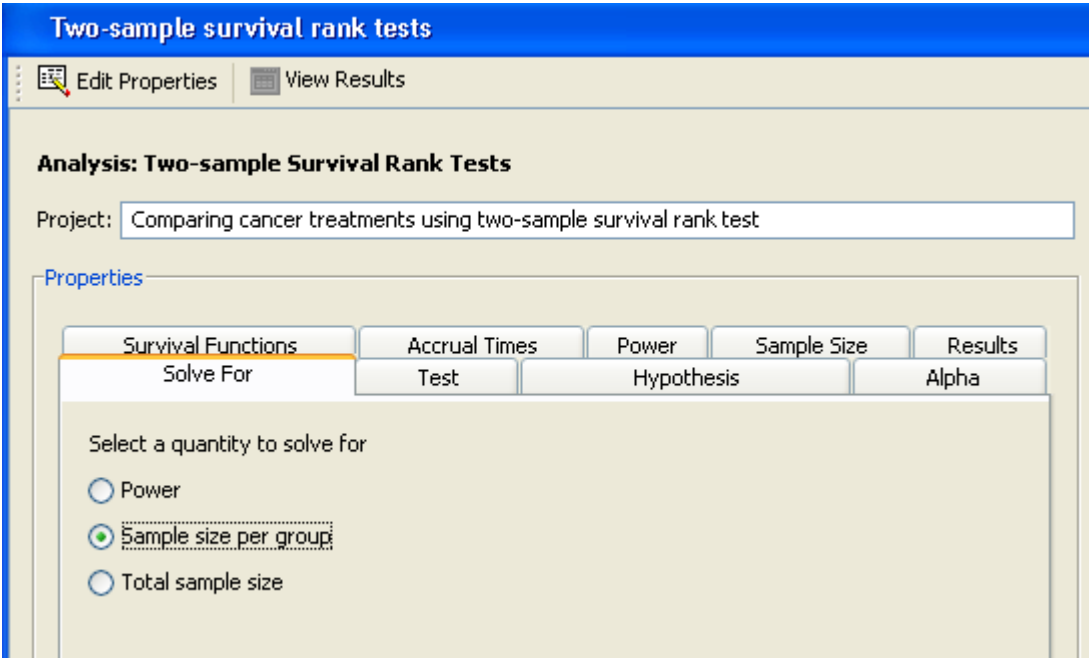 Two-sample survival rank tests
Edit Properties View Results
Analysis: Two-sample Survival Rank Tests
Project: Comparing cancer treatments using two-sample survival rank test
Properties
Survival Functions Accrual Times Power Sample Size Results
Solve For Test Hypothesis Alpha
Select a quantity to solve for
Power
Sample size per group
Total sample size